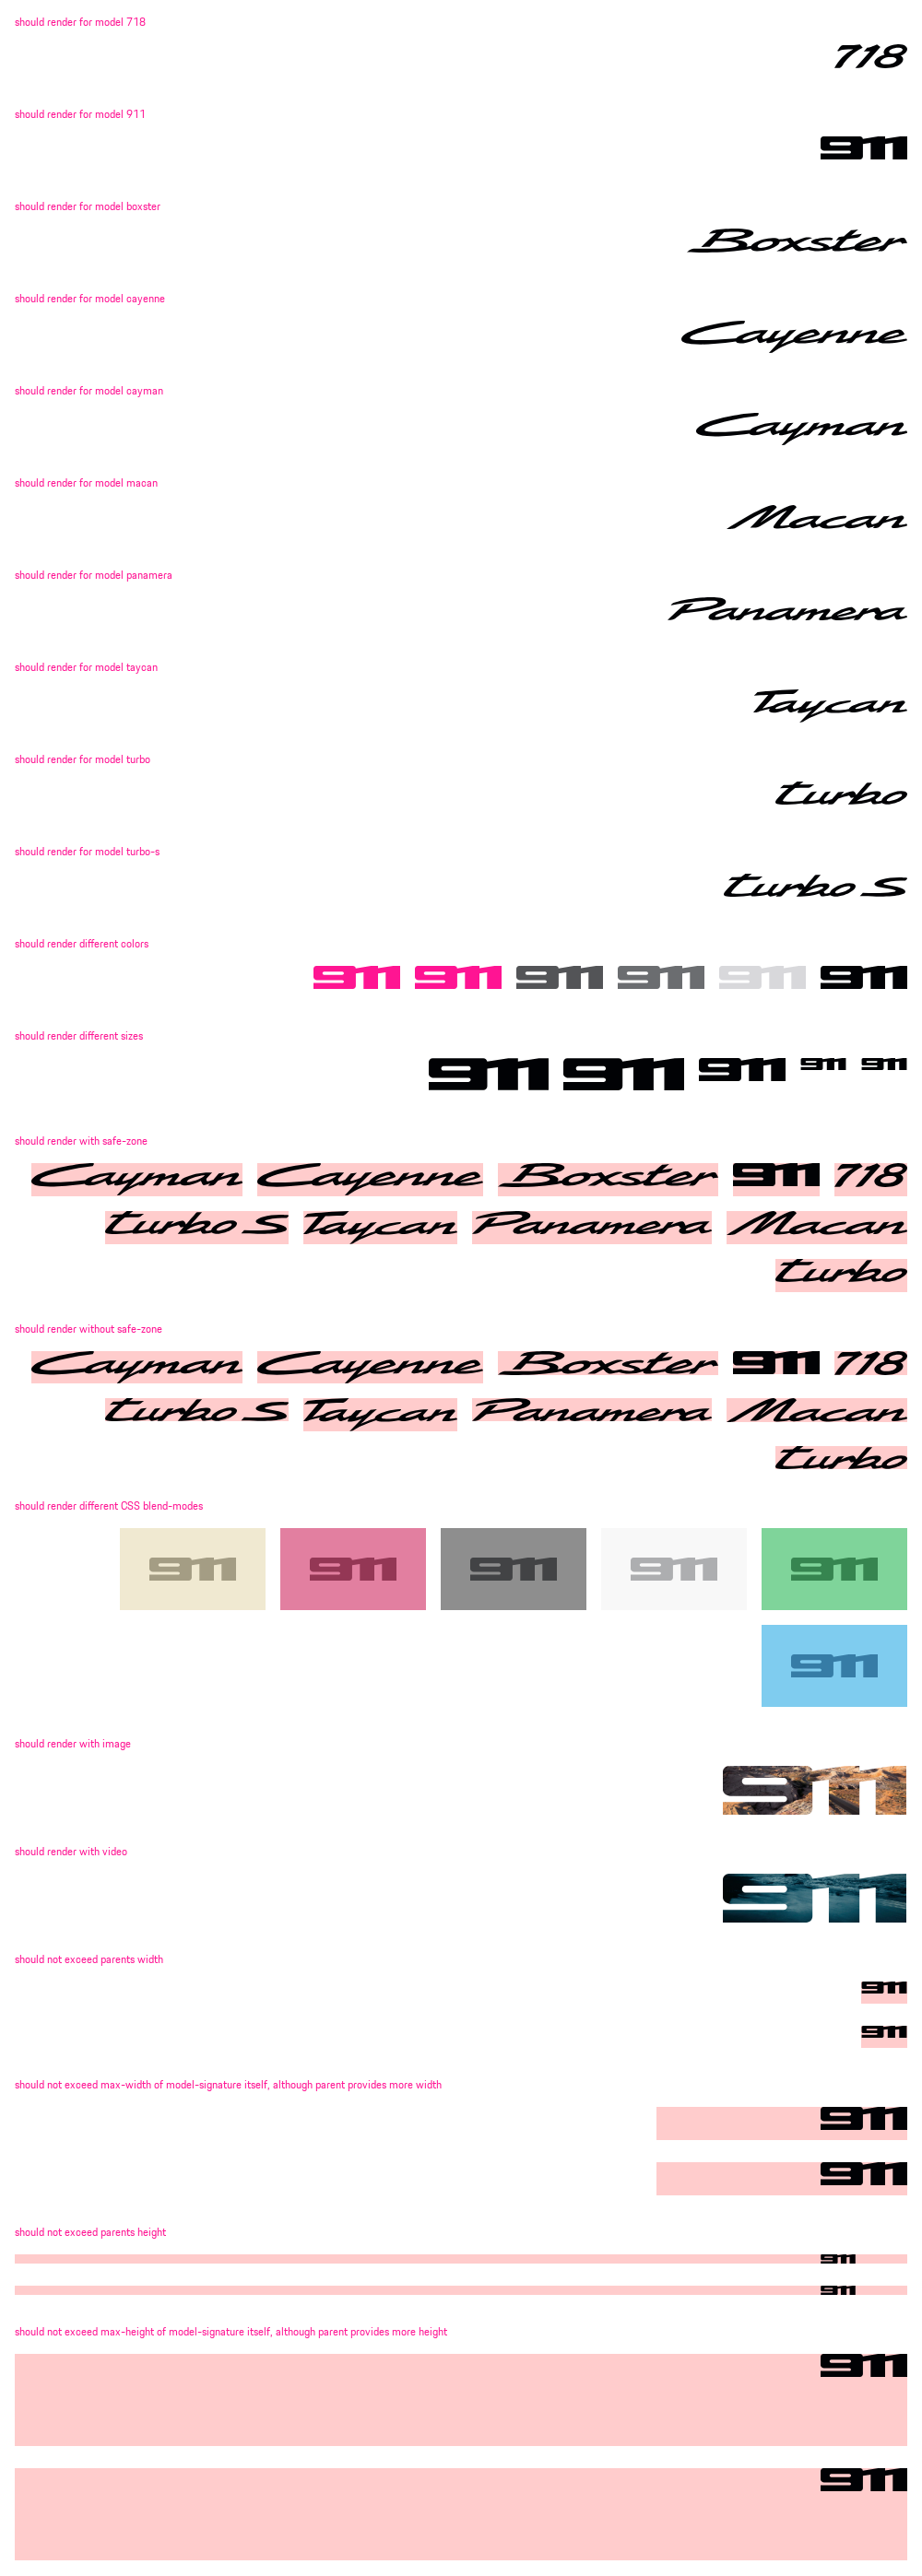 should render for model 718
718
should render for model 911
911
should render for model boxster
Boxster
should render for model cayenne
Cayenne
should render for model cayman
Cayman
should render for model macan
Macan
should render for model panamera
Panamera
should render for model taycan
Taycan
should render for model turbo
turbo
should render for model turbo-s
turbo S
should render different colors
911 911 911 911 911 911
should render different sizes
911 911 911 911 911
should render with safe-zone
Cayman Cayenne Boxster 911 718
turbo S Taycan Panamera Macan
turbo
should render without safe-zone
Cayman Cayenne Boxster 911 718
turbo S Taycan Panamera Macan
turbo
should render different CSS blend-modes
911 911 911 911 911
911
should render with image
911
should render with video
911
should not exceed parents width
911
911
should not exceed max-width of model-signature itself, although parent provides more width
911
911
should not exceed parents height
911
911
should not exceed max-height of model-signature itself, although parent provides more height
911
911